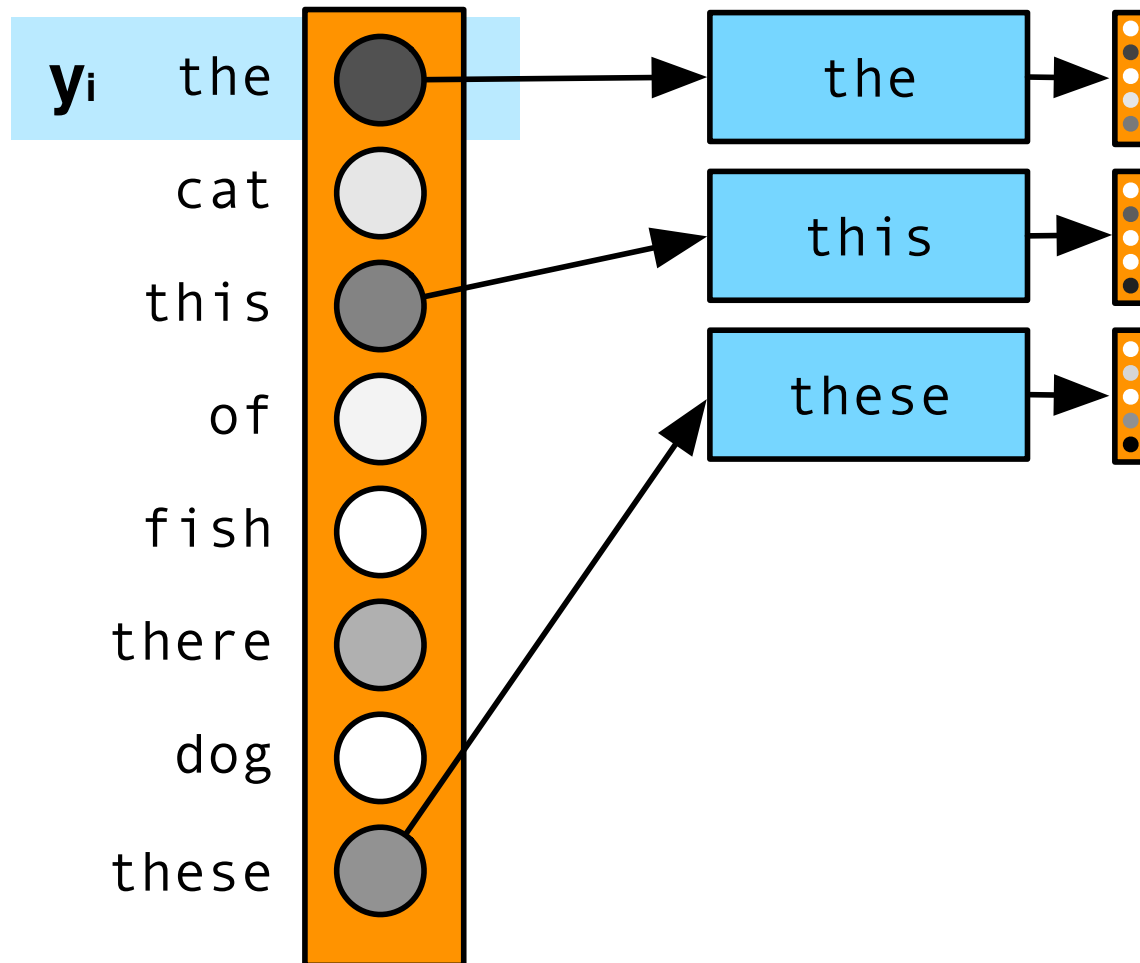 yi the
cat
this
of
fish
there
dog
these
the
this
these